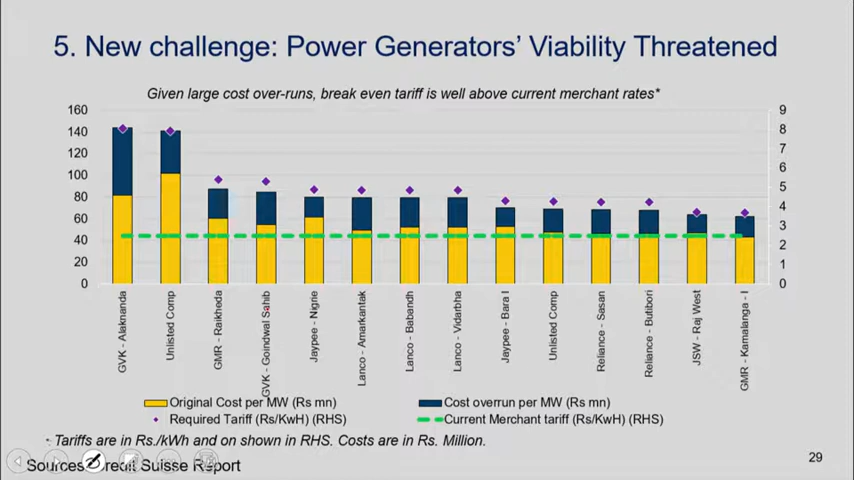 5. New challenge: Power Generators' Viability Threatened
Given large cost over-runs, break even tariff is well above current merchant rates*
160
140
120
100
80
60
40
20
0
9
8
7
6
5
4
3
2
1
0
GVK - Alaknanda
Unlisted Comp
GMR - Raikheda
GVK - Goindwal Sahib
Jaypee - Nigrie
Lanco - Amarkantak
Lanco - Babandh
Lanco - Vidarbha
Jaypee - Bara I
Unlisted Comp
Reliance - Sasan
Reliance - Butibori
JSW - Raj West
GMR - Kamalanga - I
Original Cost per MW (Rs mn)
Cost overrun per MW (Rs mn)
Required Tariff (Rs/KwH) (RHS)
Current Merchant tariff (Rs/KwH) (RHS)
* Tariffs are in Rs./kWh and on shown in RHS. Costs are in Rs. Million.
Sources: Credit Suisse Report
29